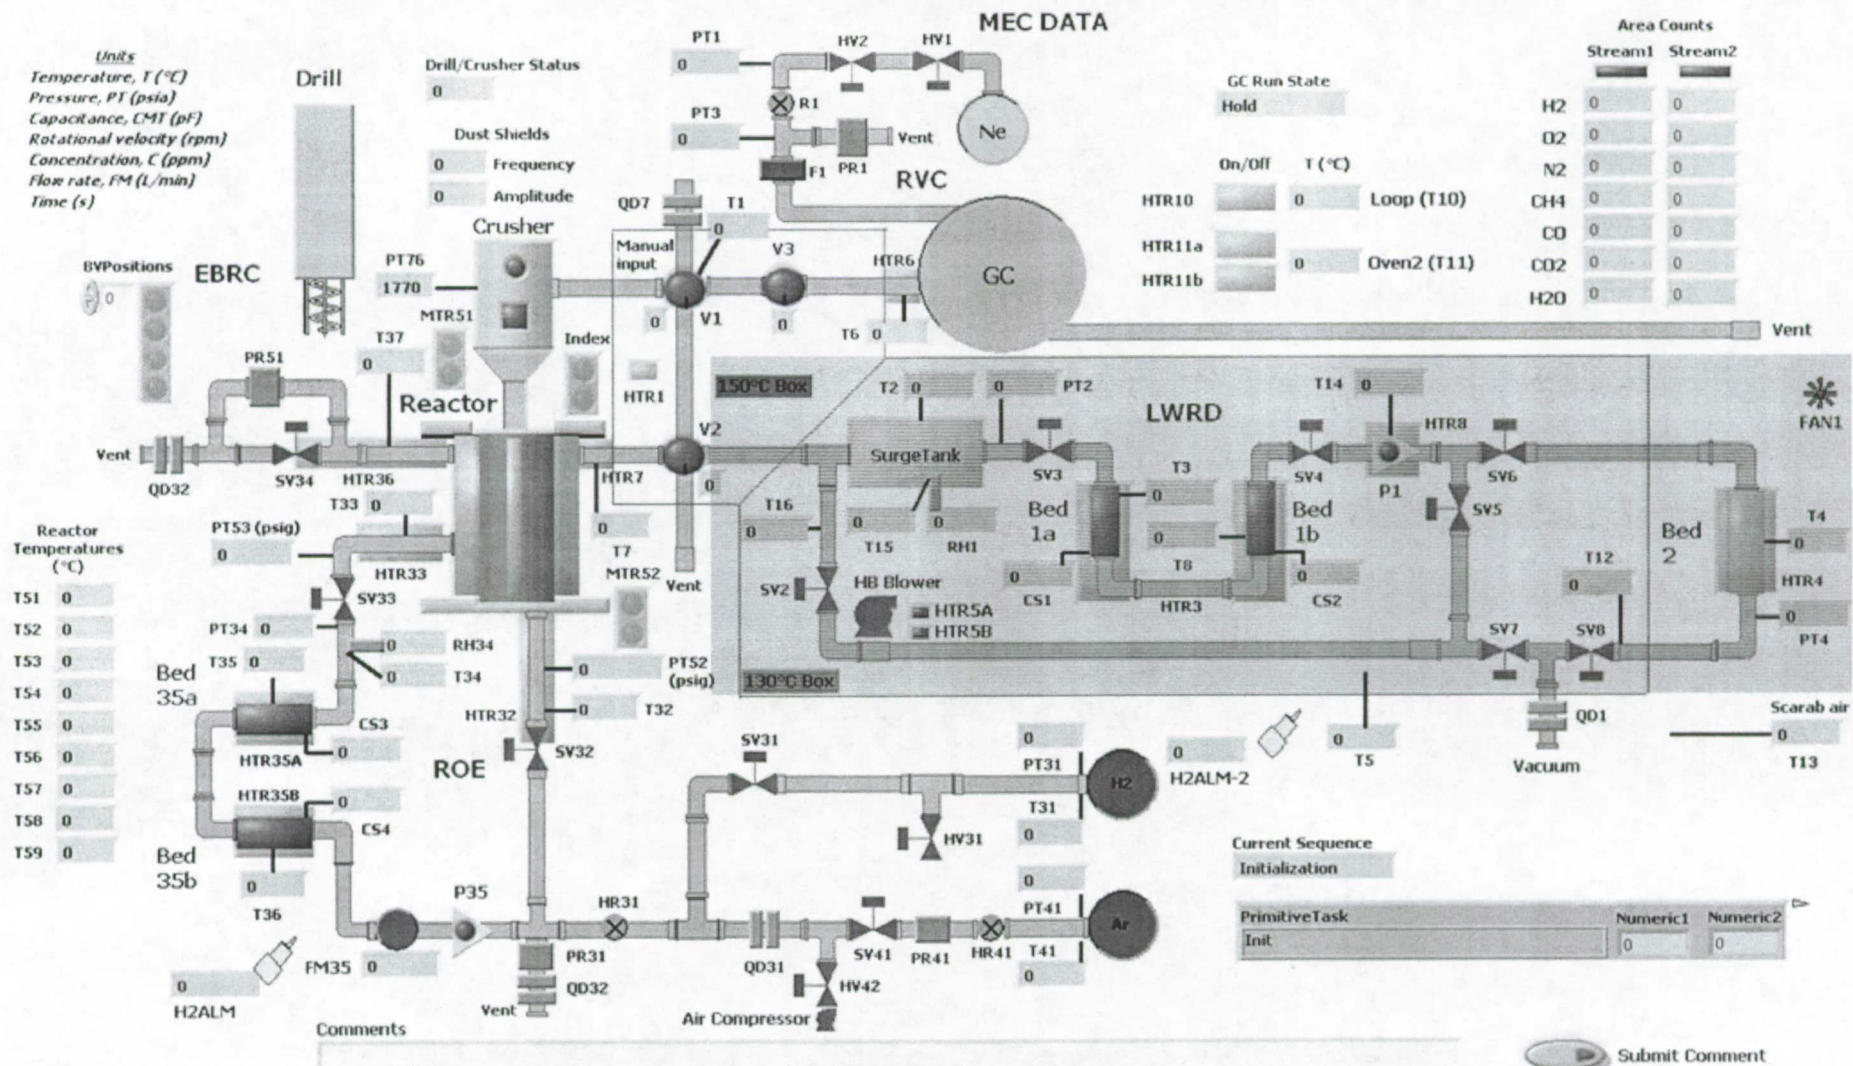 MEC DATA
Units
Temperature, T (°C)
Pressure, PT (psia)
Capacitance, CMT (pF)
Rotational velocity (rpm)
Concentration, C (ppm)
Flow rate, FM (L/min)
Time (s)
Drill
Drill/Crusher Status
0
Dust Shields
0 Frequency
0 Amplitude
PT1
0
HV2
HV1
R1
PT3
0
Vent
PR1
F1
Ne
RVC
GC Run State
Hold
On/Off T (°C)
HTR10 0 Loop (T10)
HTR11a
0 Oven2 (T11)
HTR11b
Area Counts
Stream1 Stream2
H2 0 0
O2 0 0
N2 0 0
CH4 0 0
CO 0 0
CO2 0 0
H2O 0 0
BVPositions
0
EBRC
Crusher
PT76
1770
MTR51
QD7
T1
0
Manual
input
V3
HTR6
GC
0
V1
0
T6 0
Vent
T37
0
PR51
Reactor
Index
HTR1
150°C Box
T2 0
0 PT2
LWRD
T14 0
FAN1
Vent
QD32
SV34
HTR36
HTR7
V2
0
SurgeTank
SV3
SV4
P1
HTR8
SV6
T33 0
PT53 (psig)
0
HTR33
0
T7
MTR52
Vent
T16
0
0
T15
0
RH1
Bed
1a
T3
0
0
T8
Bed
1b
SV5
Bed
2
T4
0
HTR4
0
PT4
T12
0
SV2
HB Blower
HTR5A
HTR5B
0
CS1
HTR3
0
CS2
SV7
SV8
130°C Box
Reactor
Temperatures
(°C)
T51 0
T52 0
T53 0
T54 0
T55 0
T56 0
T57 0
T58 0
T59 0
SV33
PT34 0
0 RH34
T35 0
0 T34
Bed
35a
CS3
0
HTR35A
HTR35B
0
CS4
Bed
35b
0
T36
ROE
0 PT52
(psig)
HTR32 0 T32
SV32
SV31
0
PT31
T31
0
H2
HV31
0
H2ALM-2
0
T5
QD1
Vacuum
Scarab air
0
T13
P35
FM35 0
0
H2ALM
HR31
PR31
QD32
Vent
QD31
SV41
PR41
HR41
0
PT41
T41
0
Ar
HV42
Air Compressor
Current Sequence
Initialization
PrimitiveTask Numeric1 Numeric2
Init 0 0
Comments
Submit Comment